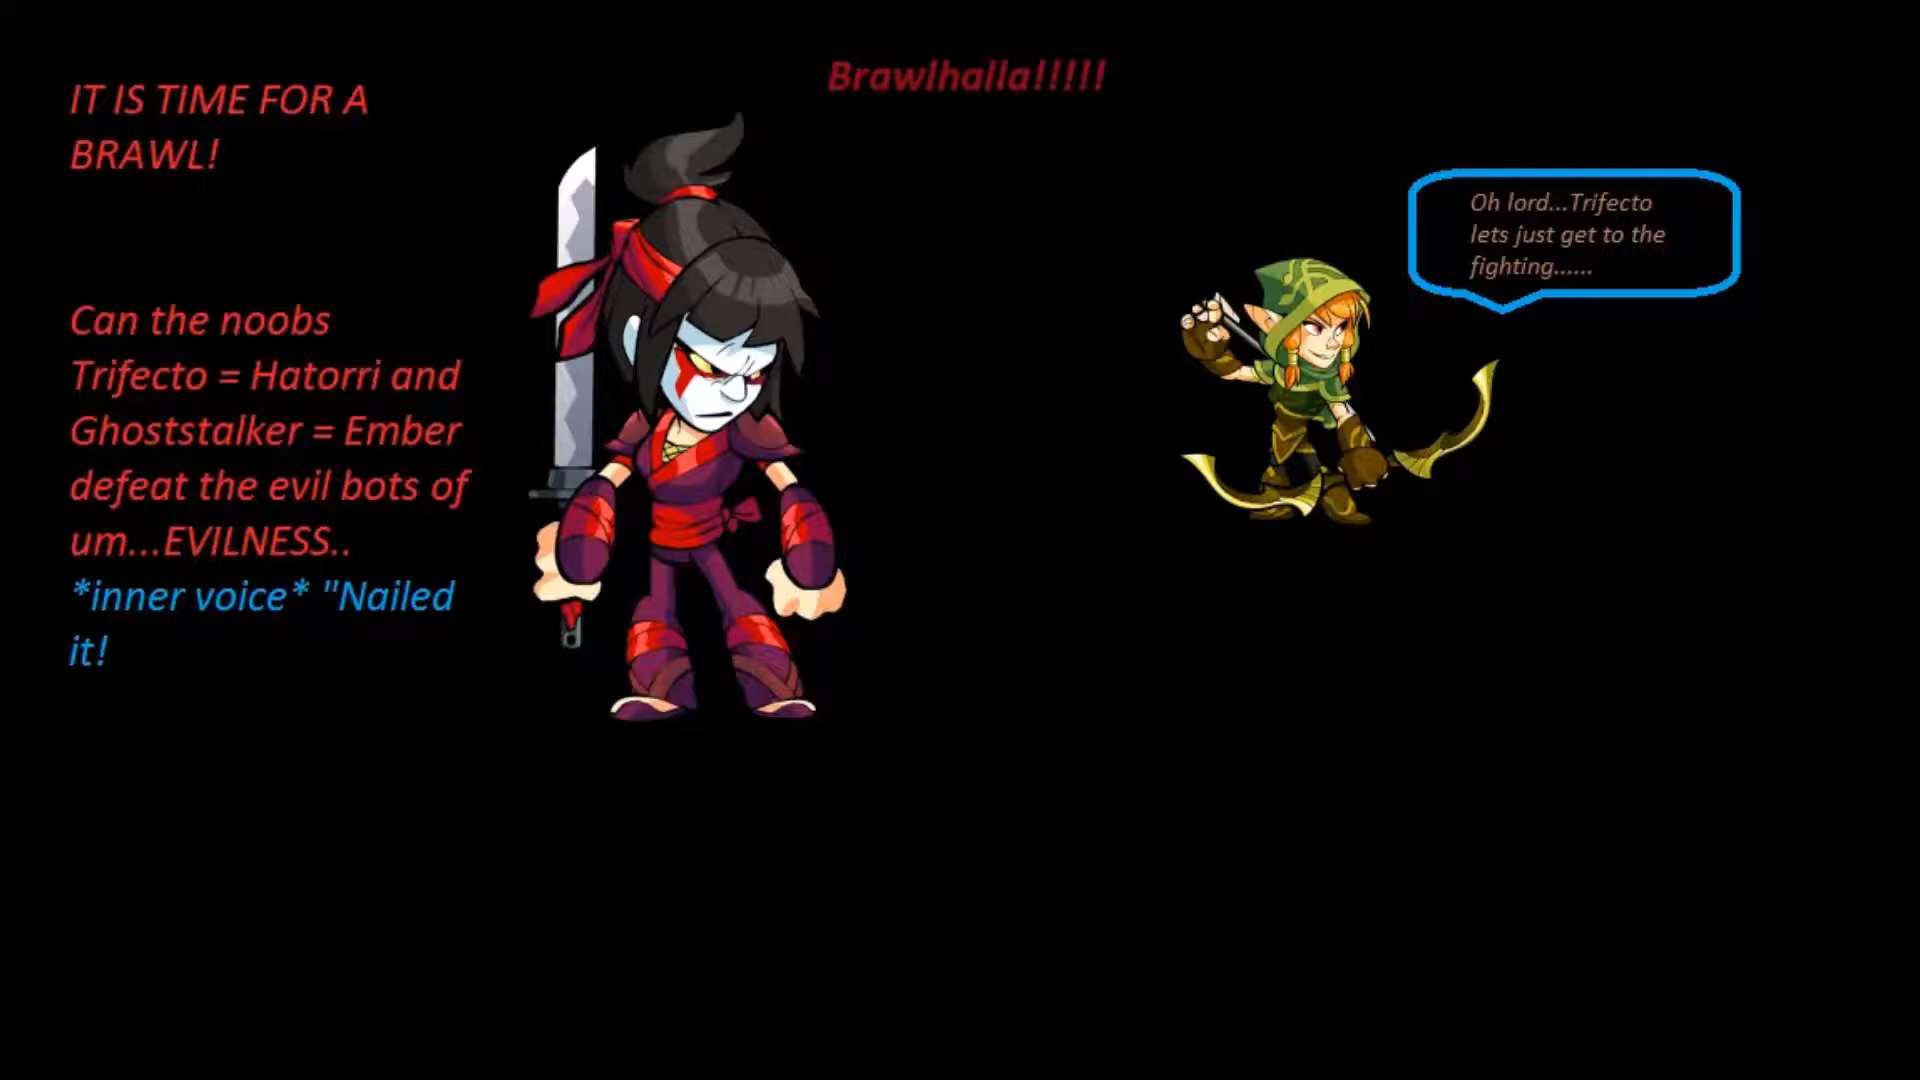 Brawlhalla!!!!!
IT IS TIME FOR A
BRAWL!
Can the noobs
Trifecto = Hatorri and
Ghoststalker = Ember
defeat the evil bots of
um...EVILNESS..
*inner voice* "Nailed
it!
Oh lord...Trifecto
lets just get to the
fighting......